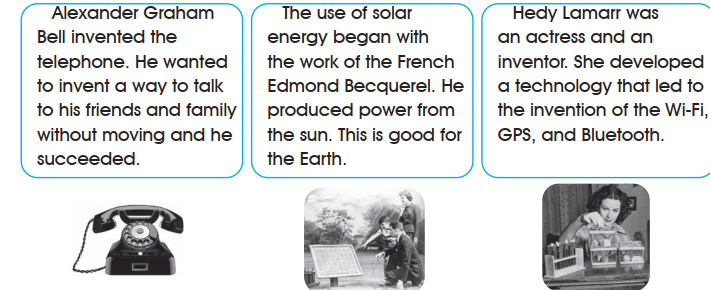 Alexander Graham
Bell invented the
telephone. He wanted
to invent a way to talk
to his friends and family
without moving and he
succeeded.
The use of solar
energy began with
the work of the French
Edmond Becquerel. He
produced power from
the sun. This is good for
the Earth.
Hedy Lamarr was
an actress and an
inventor. She developed
a technology that led to
the invention of the Wi-Fi,
GPS, and Bluetooth.